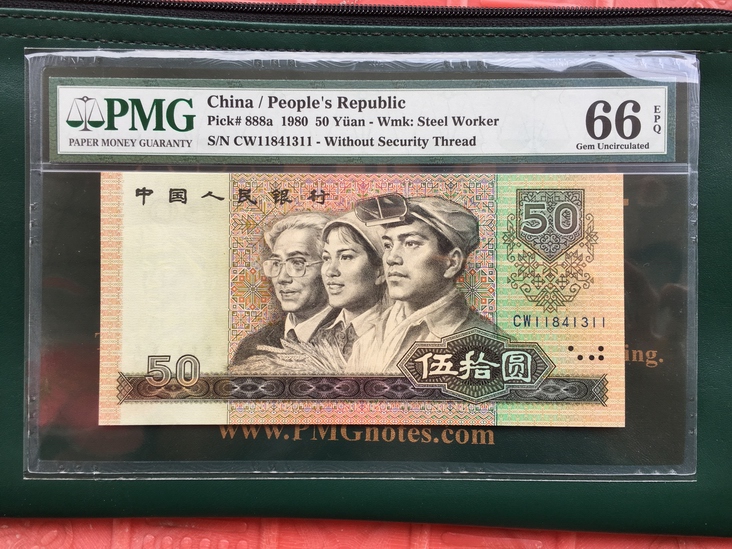 PMG
PAPER MONEY GUARANTY
China / People's Republic
Pick# 888a 1980 50 Yüan - Wmk: Steel Worker
S/N CW11841311 - Without Security Thread
66 EPQ
Gem Uncirculated
中国人民银行
50
CW11841311
50
伍拾圆
ing.
www.PMGnotes.com